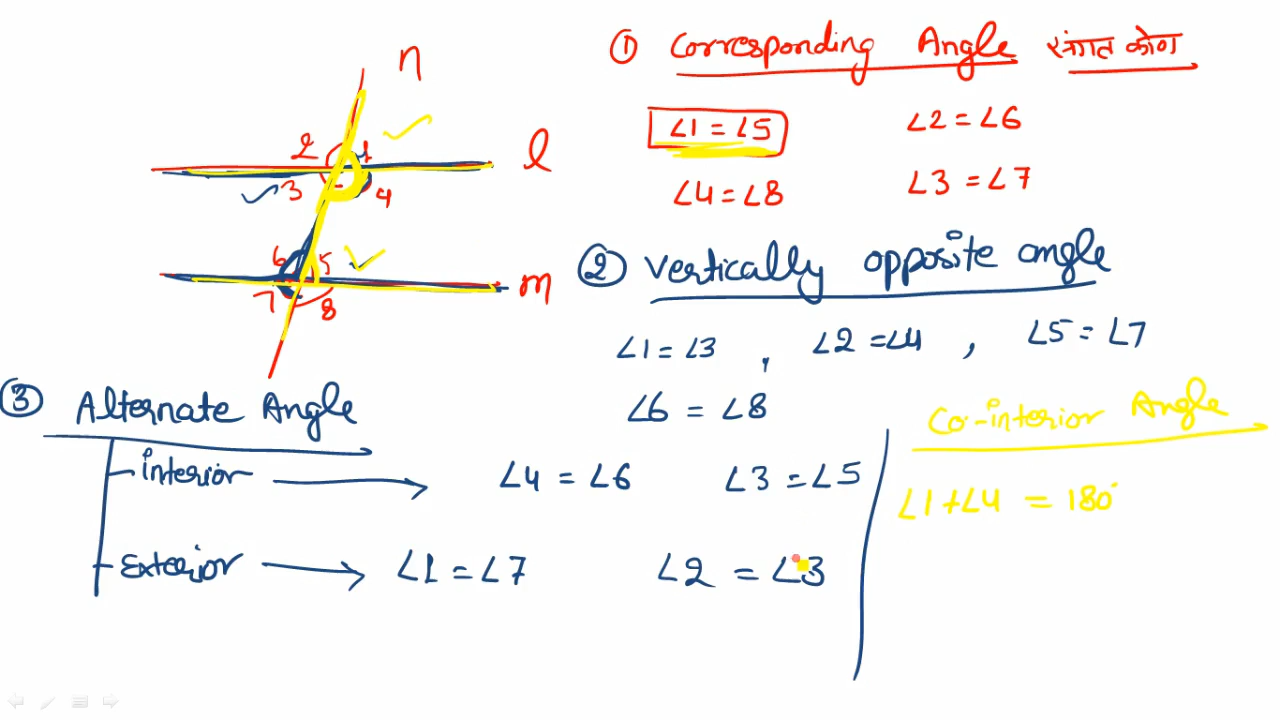 n
l
2 1
3 4
6 5
7 8
m
① Corresponding Angle संगत कोण
∠1 = ∠5 ∠2 = ∠6
∠4 = ∠8 ∠3 = ∠7
② Vertically opposite angle
∠1 = ∠3 , ∠2 = ∠4 , ∠5 = ∠7
∠6 = ∠8
③ Alternate Angle
interior → ∠4 = ∠6 ∠3 = ∠5
Exterior → ∠1 = ∠7 ∠2 = ∠3
Co-interior Angle
∠1 + ∠4 = 180°